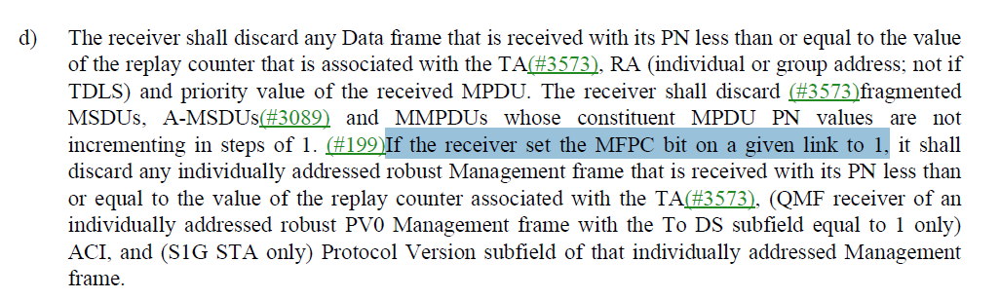 d) The receiver shall discard any Data frame that is received with its PN less than or equal to the value
of the replay counter that is associated with the TA(#3573), RA (individual or group address; not if
TDLS) and priority value of the received MPDU. The receiver shall discard (#3573)fragmented
MSDUs, A-MSDUs(#3089) and MMPDUs whose constituent MPDU PN values are not
incrementing in steps of 1. (#199)If the receiver set the MFPC bit on a given link to 1, it shall
discard any individually addressed robust Management frame that is received with its PN less than
or equal to the value of the replay counter associated with the TA(#3573), (QMF receiver of an
individually addressed robust PV0 Management frame with the To DS subfield equal to 1 only)
ACI, and (S1G STA only) Protocol Version subfield of that individually addressed Management
frame.